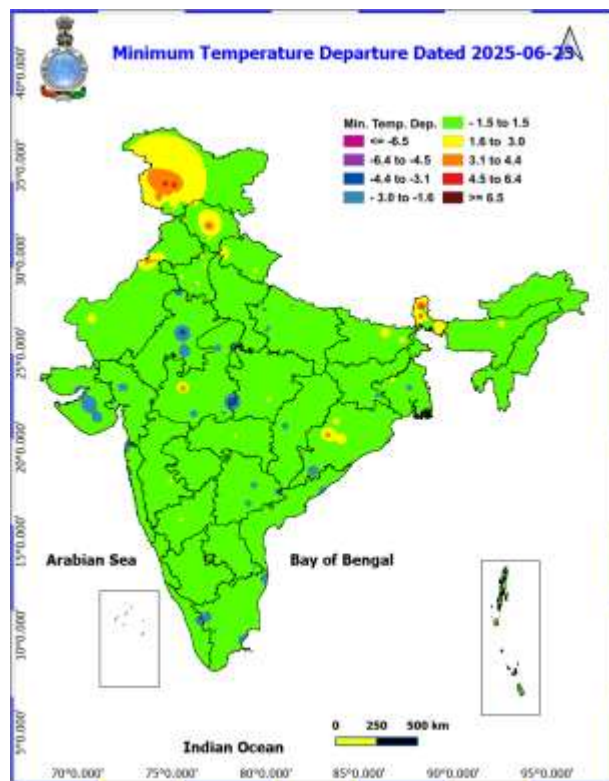 Minimum Temperature Departure Dated 2025-06-23
Min. Temp. Dep.
<= -6.5
-6.4 to -4.5
-4.4 to -3.1
- 3.0 to -1.6
- 1.5 to 1.5
1.6 to 3.0
3.1 to 4.4
4.5 to 6.4
>= 6.5
40°0.000'
35°0.000'
30°0.000'
25°0.000'
20°0.000'
15°0.000'
10°0.000'
5°0.000'
Arabian Sea
Bay of Bengal
Indian Ocean
0 250 500 km
70°0.000' 75°0.000' 80°0.000' 85°0.000' 90°0.000' 95°0.000'